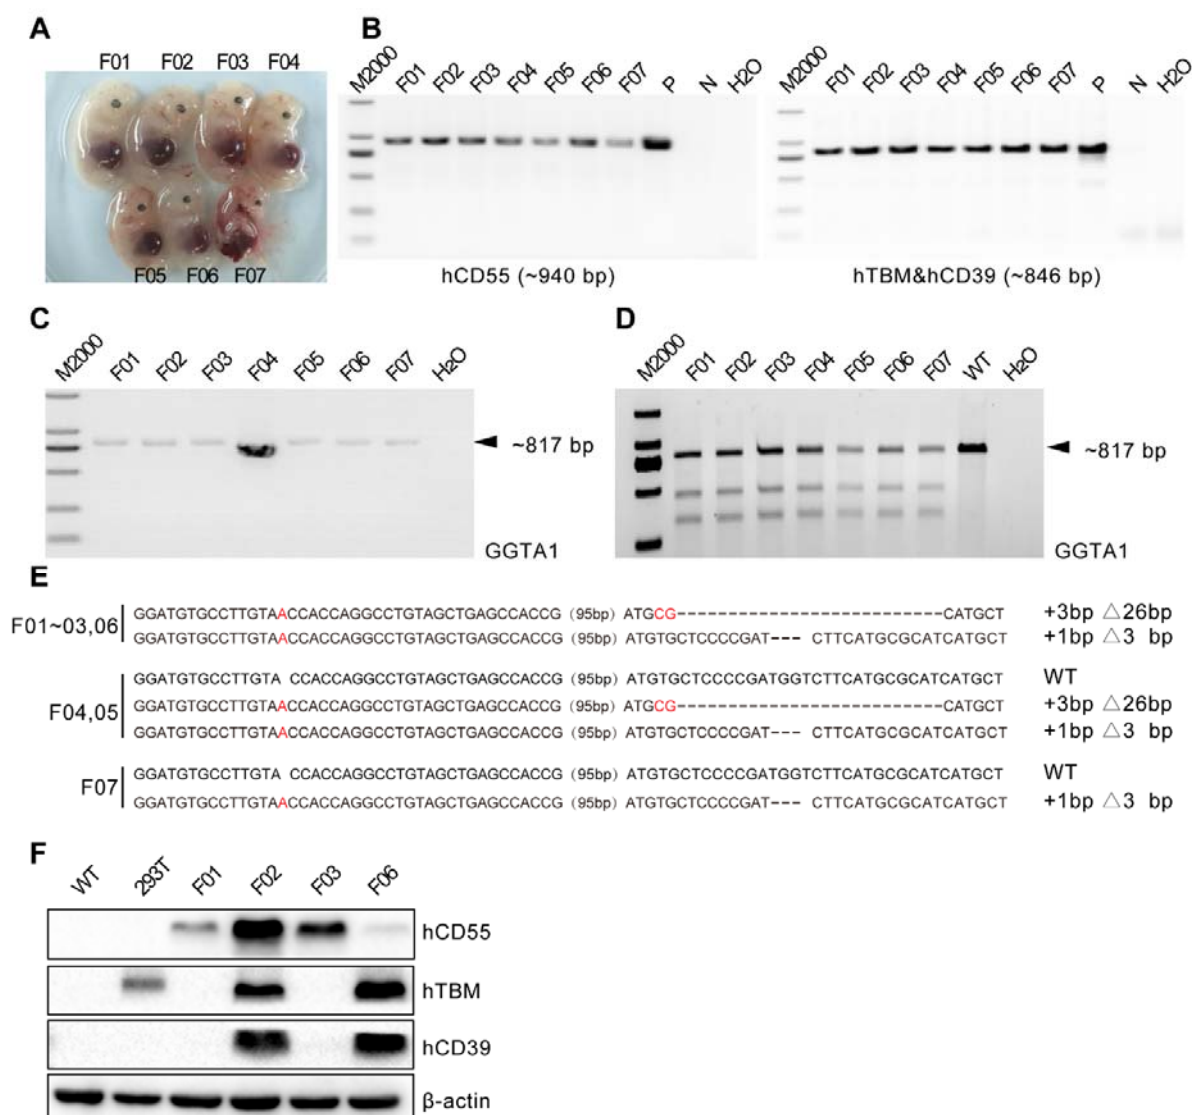 A
F01 F02 F03 F04
F05 F06 F07
B
M2000 F01 F02 F03 F04 F05 F06 F07 P N H2O
hCD55 (~940 bp)
M2000 F01 F02 F03 F04 F05 F06 F07 P N H2O
hTBM&hCD39 (~846 bp)
C
M2000 F01 F02 F03 F04 F05 F06 F07 H2O
~817 bp
GGTA1
D
M2000 F01 F02 F03 F04 F05 F06 F07 WT H2O
~817 bp
GGTA1
E
F01~03,06
GGATGTGCCTTGTAACCACCAGGCCTGTAGCTGAGCCACCG (95bp) ATGCG--------------------------CATGCT +3bp △26bp
GGATGTGCCTTGTAACCACCAGGCCTGTAGCTGAGCCACCG (95bp) ATGTGCTCCCCGAT--- CTTCATGCGCATCATGCT +1bp △3 bp
F04,05
GGATGTGCCTTGTA CCACCAGGCCTGTAGCTGAGCCACCG (95bp) ATGTGCTCCCCGATGGTCTTCATGCGCATCATGCT WT
GGATGTGCCTTGTAACCACCAGGCCTGTAGCTGAGCCACCG (95bp) ATGCG--------------------------CATGCT +3bp △26bp
GGATGTGCCTTGTAACCACCAGGCCTGTAGCTGAGCCACCG (95bp) ATGTGCTCCCCGAT--- CTTCATGCGCATCATGCT +1bp △3 bp
F07
GGATGTGCCTTGTA CCACCAGGCCTGTAGCTGAGCCACCG (95bp) ATGTGCTCCCCGATGGTCTTCATGCGCATCATGCT WT
GGATGTGCCTTGTAACCACCAGGCCTGTAGCTGAGCCACCG (95bp) ATGTGCTCCCCGAT--- CTTCATGCGCATCATGCT +1bp △3 bp
F
WT 293T F01 F02 F03 F06
hCD55
hTBM
hCD39
β-actin